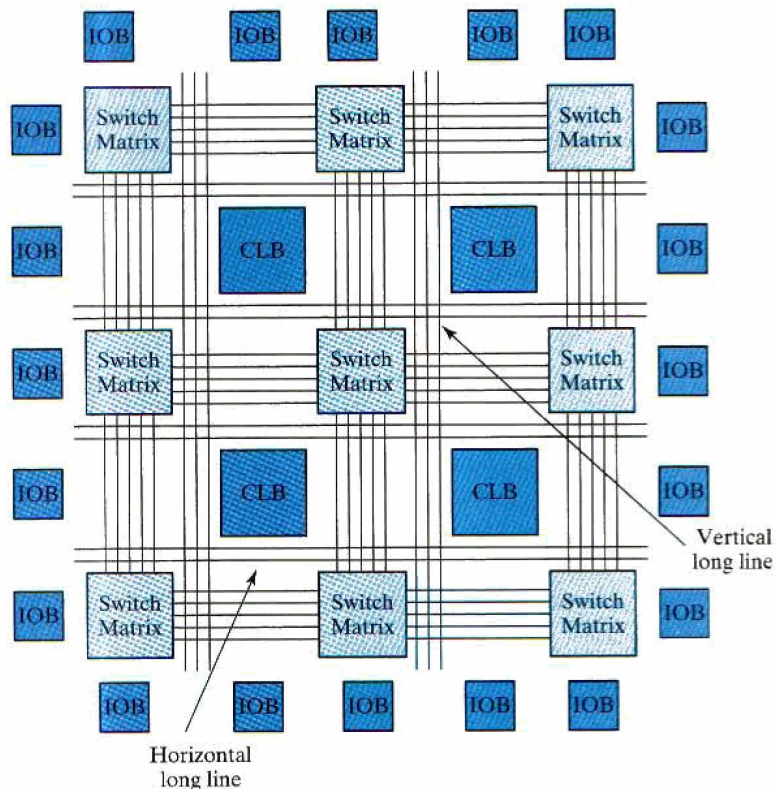 IOB IOB IOB IOB IOB
IOB Switch Matrix Switch Matrix Switch Matrix IOB
IOB CLB CLB IOB
IOB Switch Matrix Switch Matrix Switch Matrix IOB
IOB CLB CLB IOB
Vertical
long line
IOB Switch Matrix Switch Matrix Switch Matrix IOB
IOB IOB IOB IOB IOB
Horizontal
long line